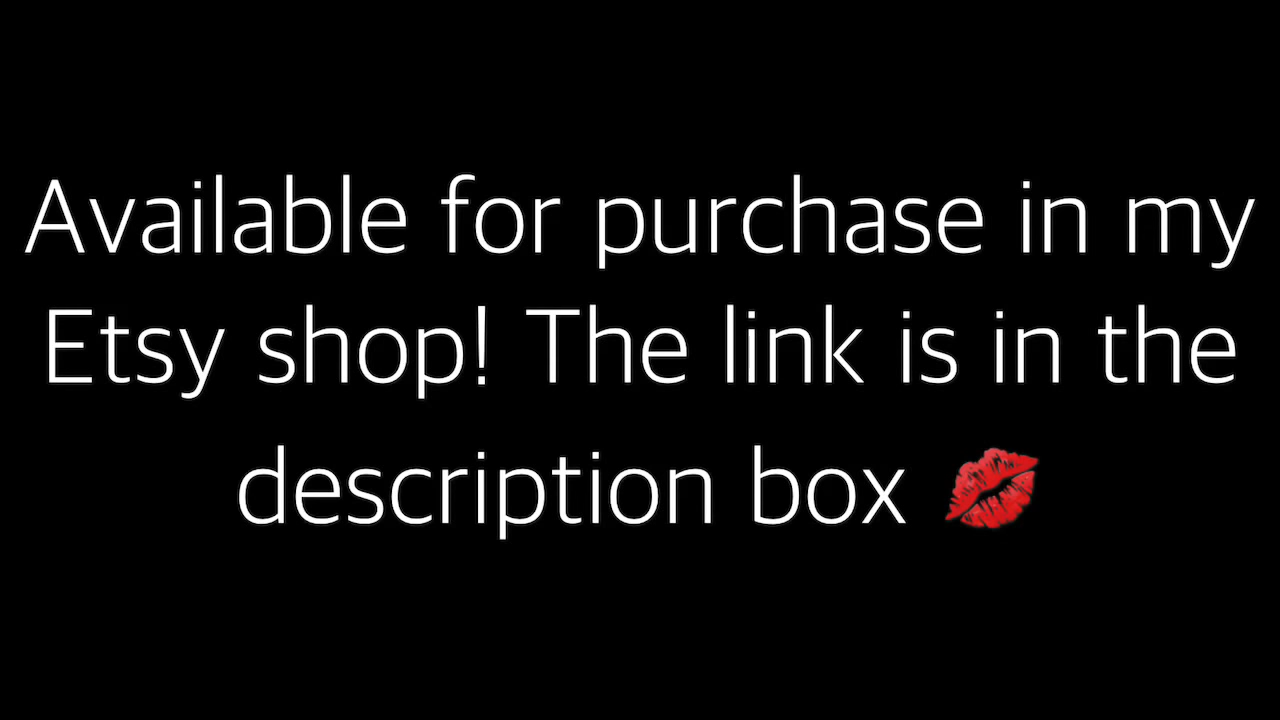 Available for purchase in my
Etsy shop! The link is in the
description box 💋